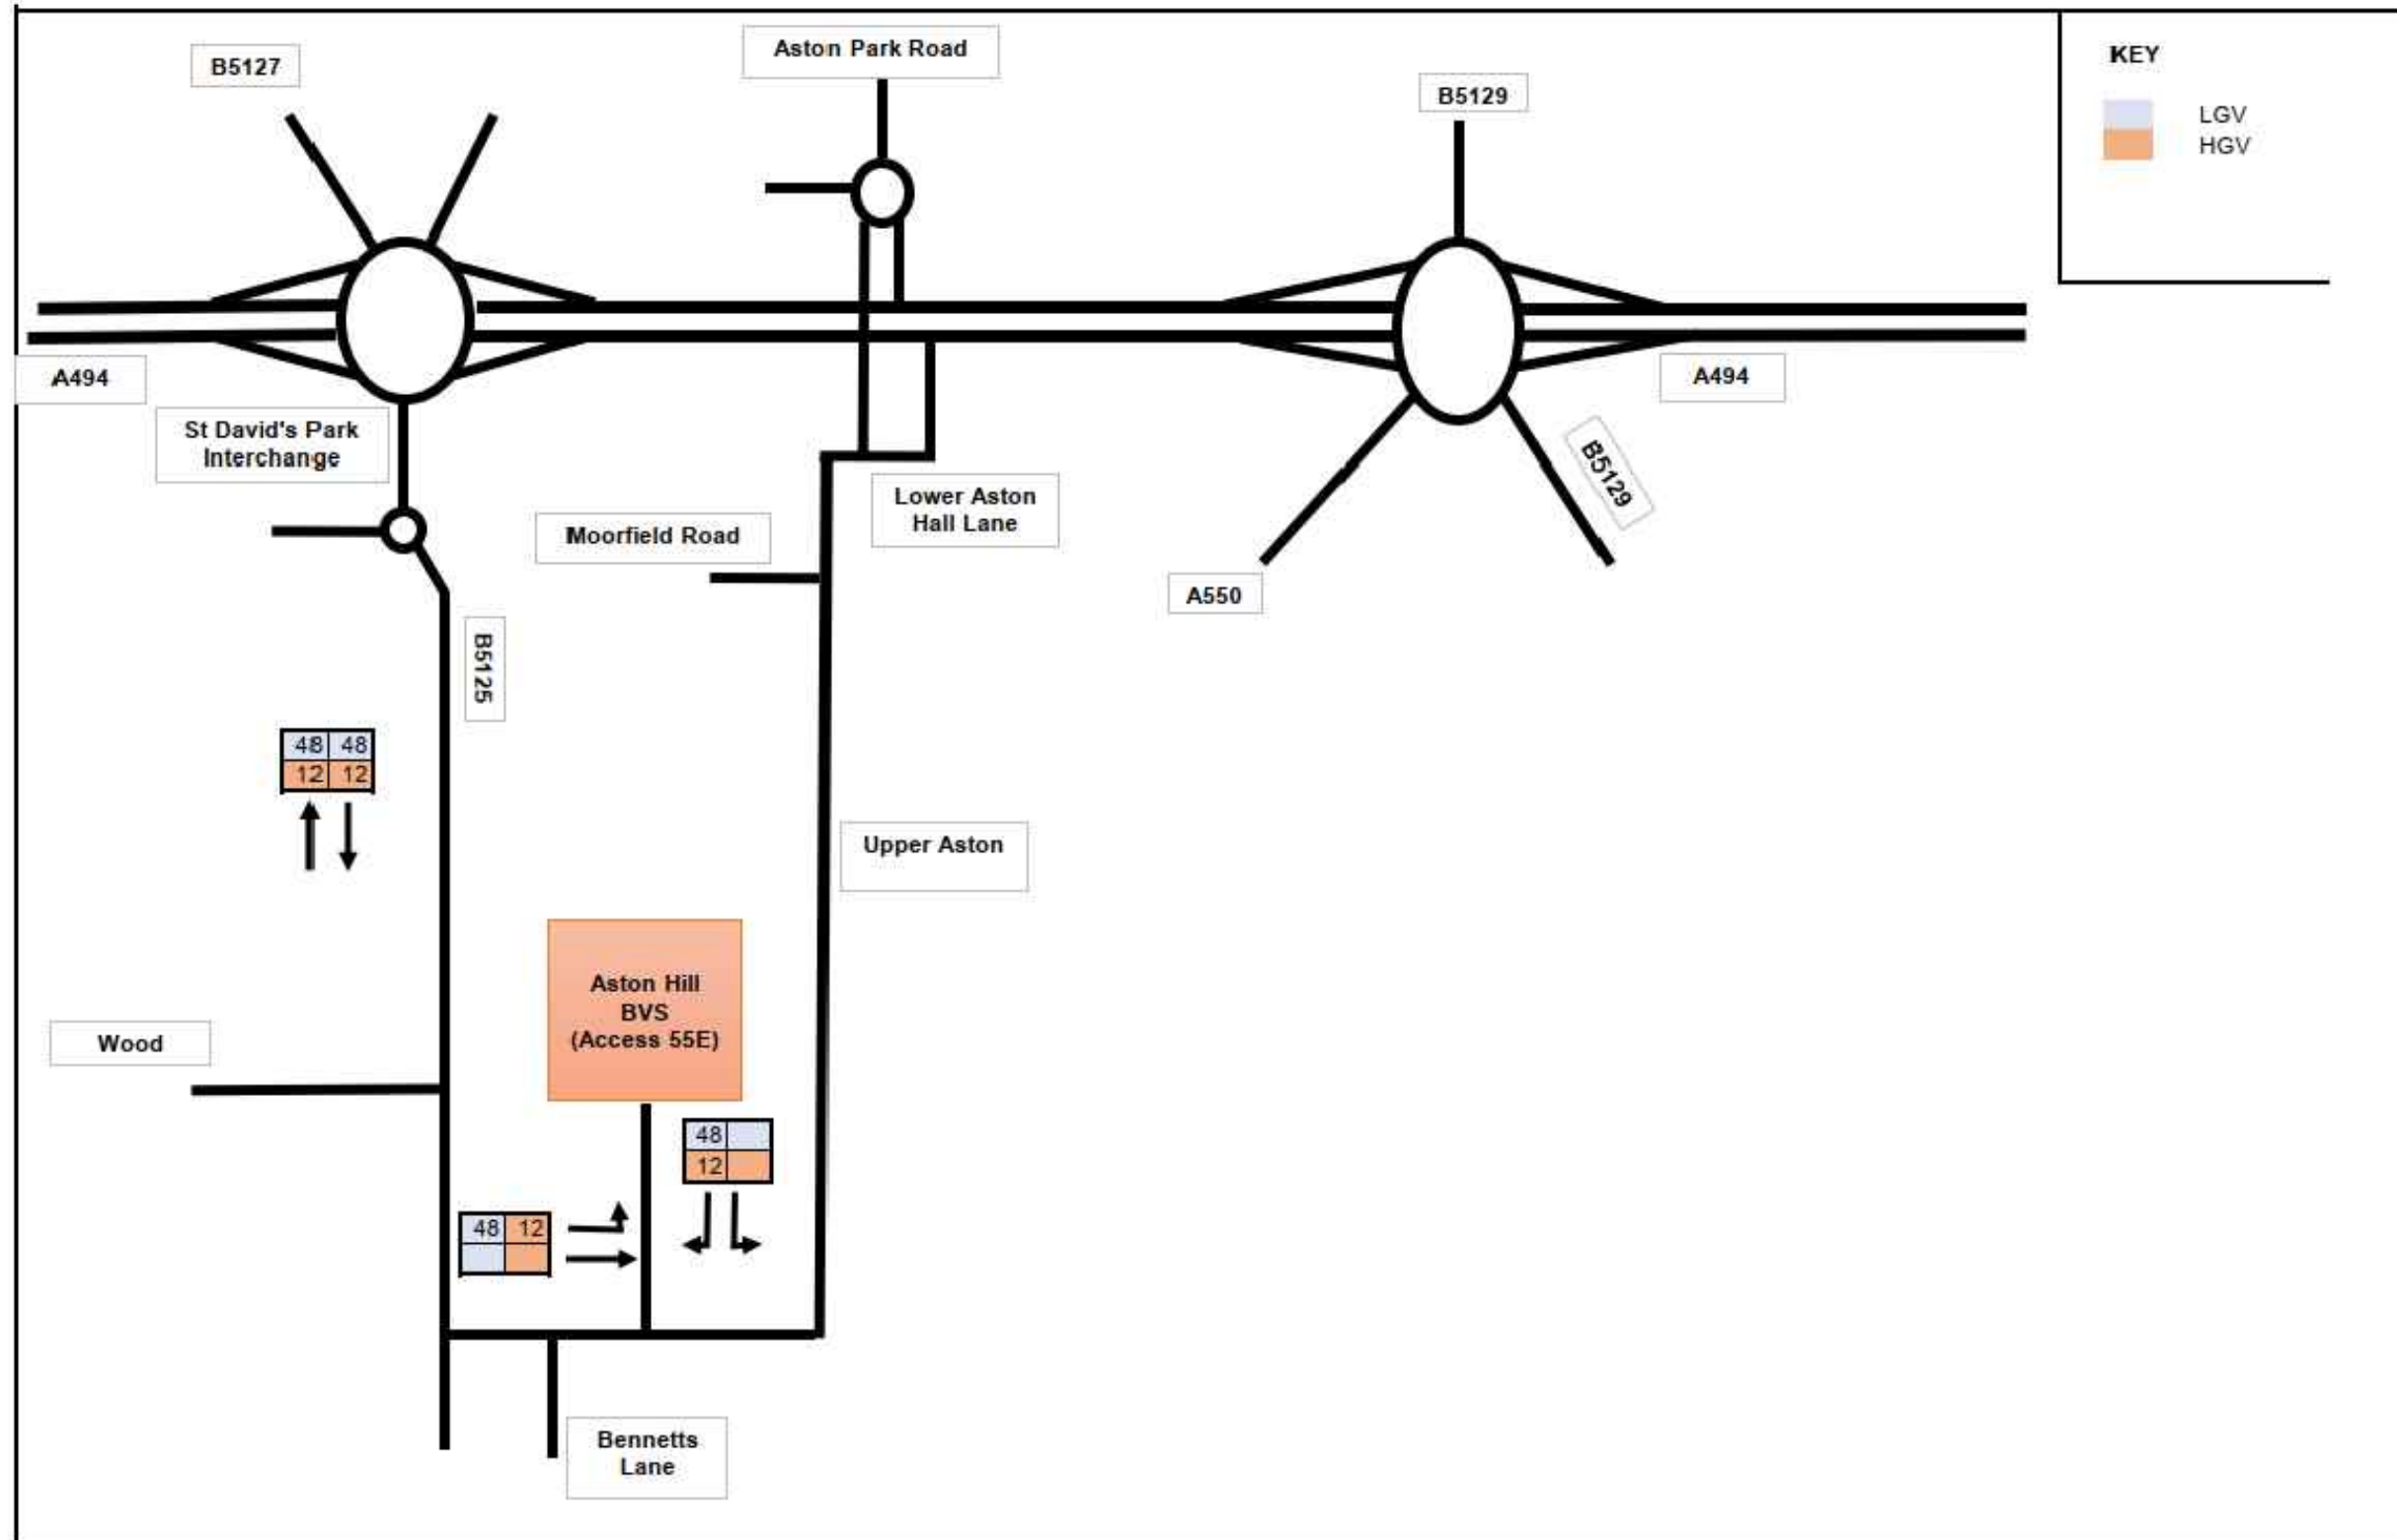 Aston Park Road
KEY
B5127
B5129
LGV
HGV
A494
A494
St David's Park
Interchange
B5129
Lower Aston
Hall Lane
Moorfield Road
A550
B5125
48 48
12 12
Upper Aston
Aston Hill
BVS
(Access 55E)
Wood
48
12
48 12
Bennetts
Lane